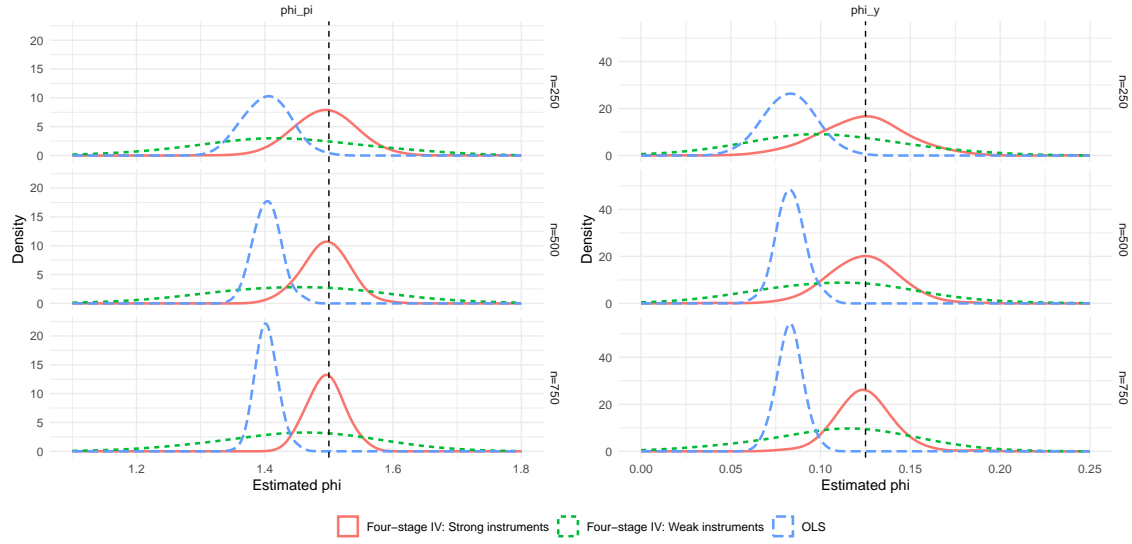 phi_pi
20
15
10
5
0
n=250
20
15
10
5
0
n=500
20
15
10
5
0
n=750
Density
1.2 1.4 1.6 1.8
Estimated phi
phi_y
40
20
0
n=250
40
20
0
n=500
40
20
0
n=750
Density
0.00 0.05 0.10 0.15 0.20 0.25
Estimated phi
Four−stage IV: Strong instruments Four−stage IV: Weak instruments OLS